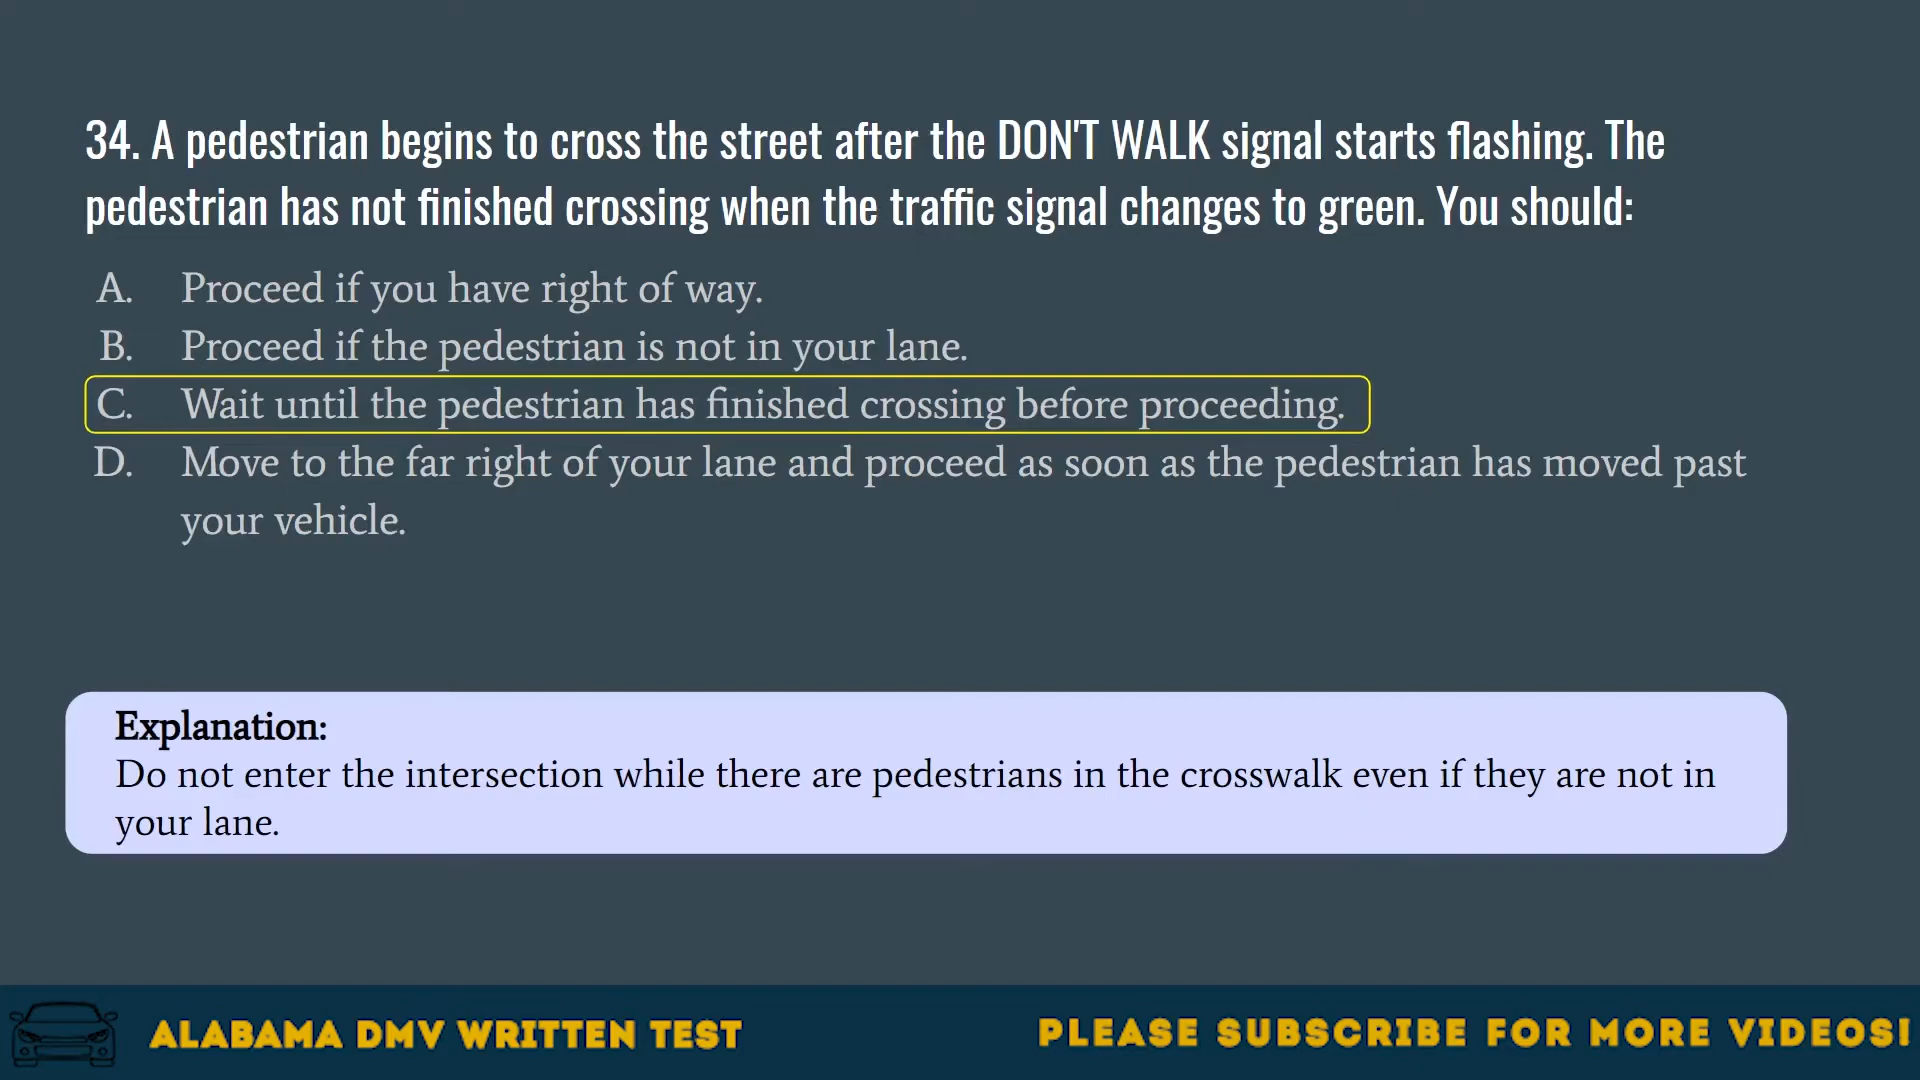 34. A pedestrian begins to cross the street after the DON'T WALK signal starts flashing. The
pedestrian has not finished crossing when the traffic signal changes to green. You should:
A. Proceed if you have right of way.
B. Proceed if the pedestrian is not in your lane.
C. Wait until the pedestrian has finished crossing before proceeding.
D. Move to the far right of your lane and proceed as soon as the pedestrian has moved past
your vehicle.
Explanation:
Do not enter the intersection while there are pedestrians in the crosswalk even if they are not in
your lane.
ALABAMA DMV WRITTEN TEST
PLEASE SUBSCRIBE FOR MORE VIDEOS!